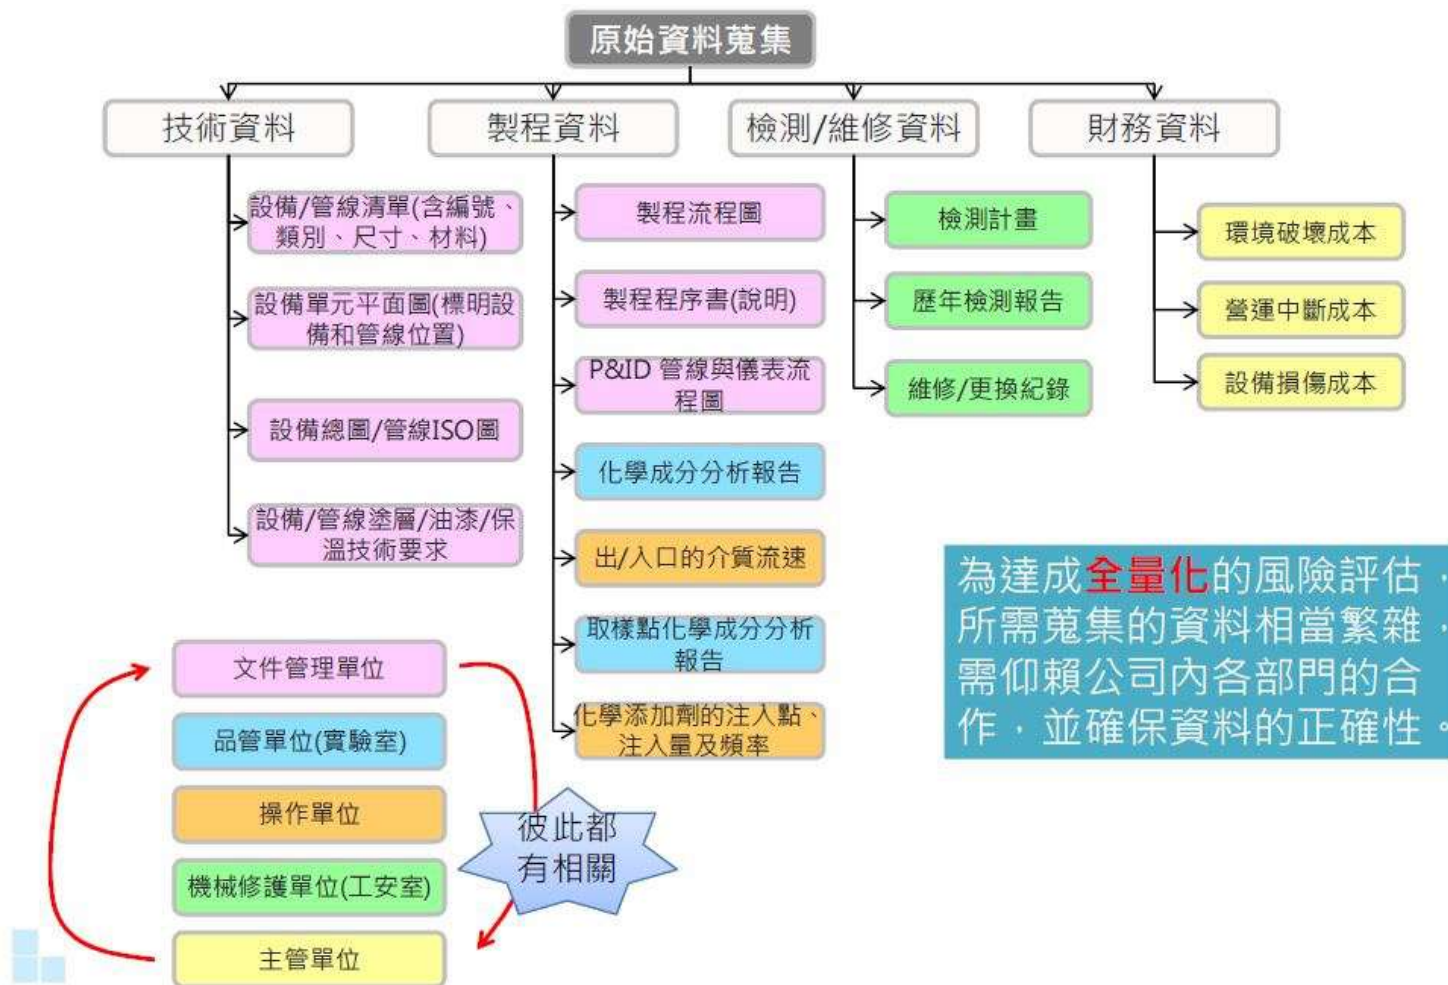 原始資料蒐集
技術資料
設備/管線清單(含編號、
類別、尺寸、材料)
設備單元平面圖(標明設
備和管線位置)
設備總圖/管線ISO圖
設備/管線塗層/油漆/保
溫技術要求
製程資料
製程流程圖
製程程序書(說明)
P&ID 管線與儀表流
程圖
化學成分分析報告
出/入口的介質流速
取樣點化學成分分析
報告
化學添加劑的注入點、
注入量及頻率
檢測/維修資料
檢測計畫
歷年檢測報告
維修/更換紀錄
財務資料
環境破壞成本
營運中斷成本
設備損傷成本
為達成全量化的風險評估，
所需蒐集的資料相當繁雜，
需仰賴公司內各部門的合
作，並確保資料的正確性。
文件管理單位
品管單位(實驗室)
操作單位
機械修護單位(工安室)
主管單位
彼此都
有相關